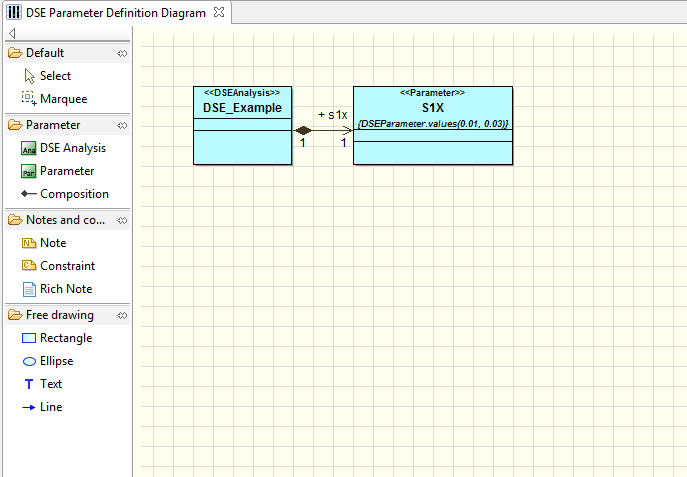 DSE Parameter Definition Diagram
Default
Select
Marquee
Parameter
Ana DSE Analysis
Par Parameter
Composition
Notes and co...
N Note
C Constraint
Rich Note
Free drawing
Rectangle
Ellipse
T Text
Line
<<DSEAnalysis>>
DSE_Example
+ s1x
1
1
<<Parameter>>
S1X
{DSEParameter.values(0.01, 0.03)}